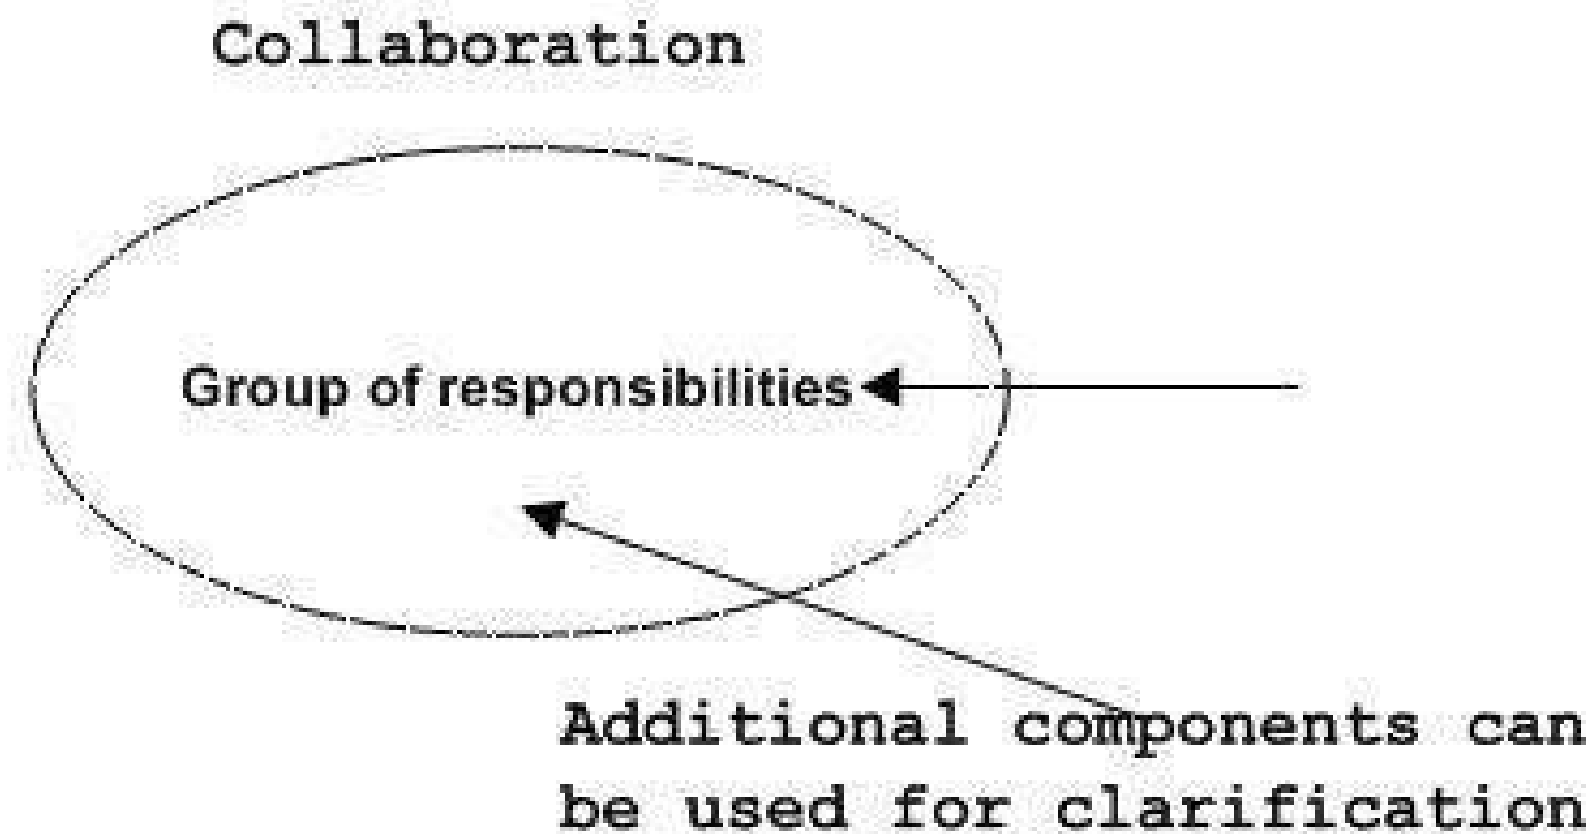 Collaboration
Group of responsibilities
Additional components can
be used for clarification